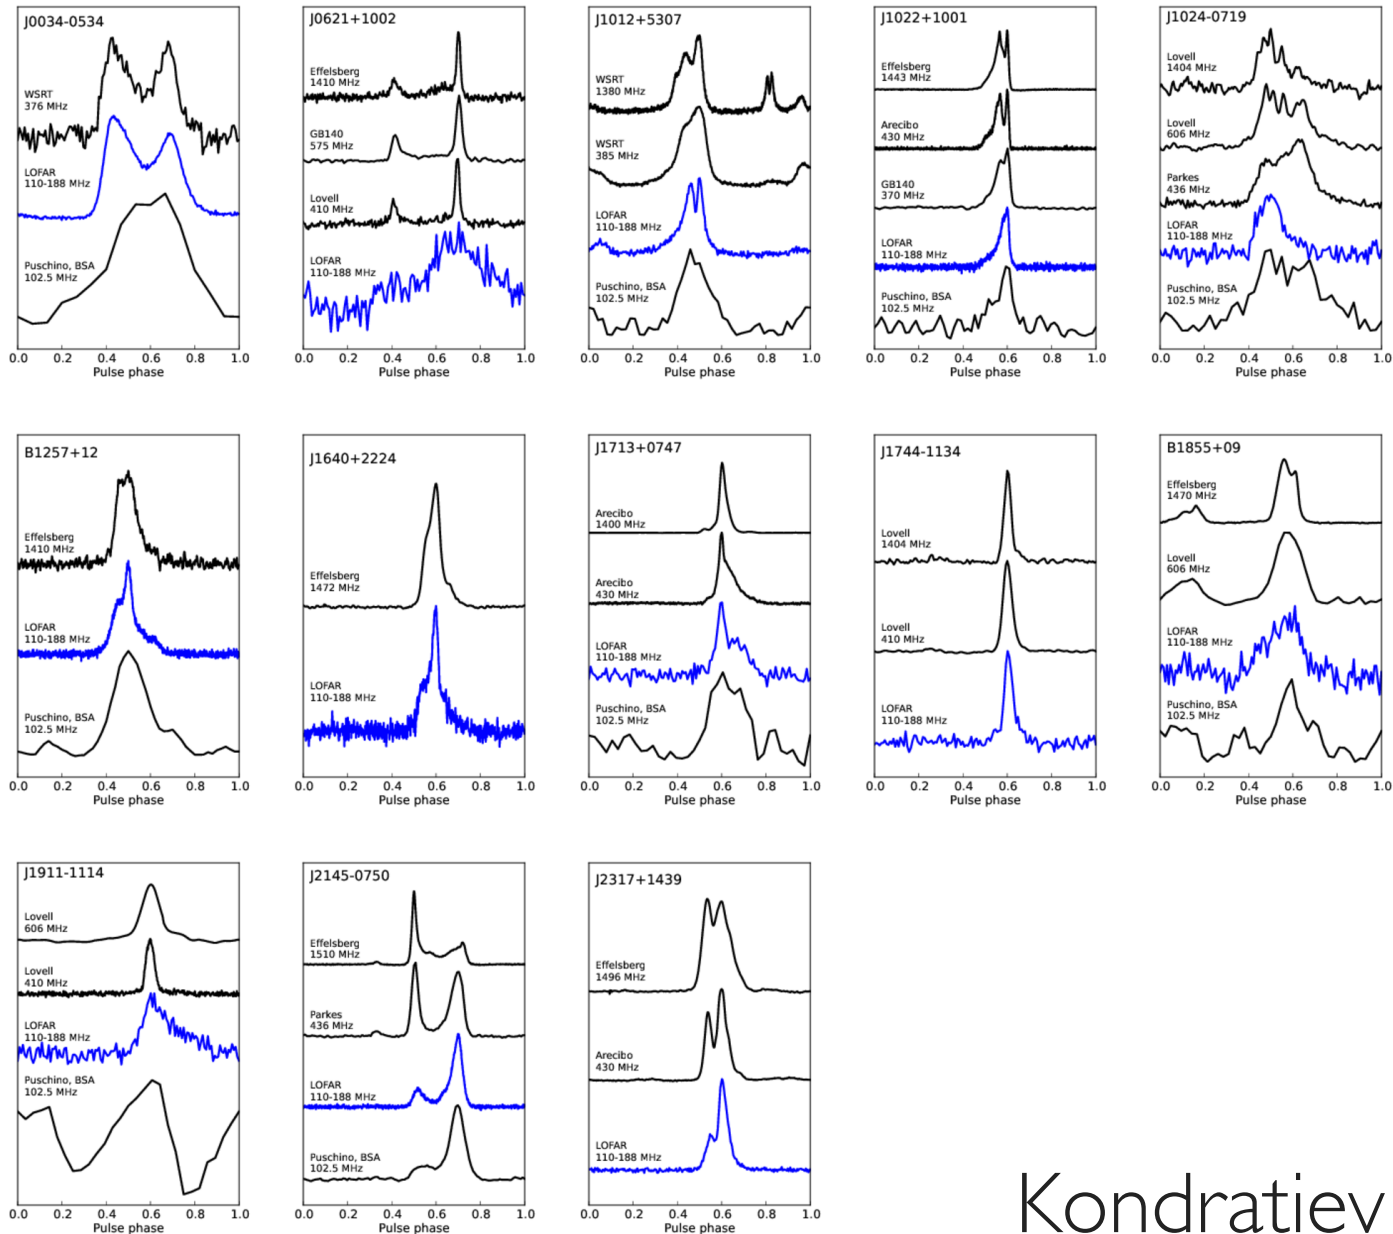 J0034-0534
WSRT
376 MHz
LOFAR
110-188 MHz
Puschino, BSA
102.5 MHz
0.0 0.2 0.4 0.6 0.8 1.0
Pulse phase
J0621+1002
Effelsberg
1410 MHz
GB140
575 MHz
Lovell
410 MHz
LOFAR
110-188 MHz
0.0 0.2 0.4 0.6 0.8 1.0
Pulse phase
J1012+5307
WSRT
1380 MHz
WSRT
385 MHz
LOFAR
110-188 MHz
Puschino, BSA
102.5 MHz
0.0 0.2 0.4 0.6 0.8 1.0
Pulse phase
J1022+1001
Effelsberg
1443 MHz
Arecibo
430 MHz
GB140
370 MHz
LOFAR
110-188 MHz
Puschino, BSA
102.5 MHz
0.0 0.2 0.4 0.6 0.8 1.0
Pulse phase
J1024-0719
Lovell
1404 MHz
Lovell
606 MHz
Parkes
436 MHz
LOFAR
110-188 MHz
Puschino, BSA
102.5 MHz
0.0 0.2 0.4 0.6 0.8 1.0
Pulse phase
B1257+12
Effelsberg
1410 MHz
LOFAR
110-188 MHz
Puschino, BSA
102.5 MHz
0.0 0.2 0.4 0.6 0.8 1.0
Pulse phase
J1640+2224
Effelsberg
1472 MHz
LOFAR
110-188 MHz
0.0 0.2 0.4 0.6 0.8 1.0
Pulse phase
J1713+0747
Arecibo
1400 MHz
Arecibo
430 MHz
LOFAR
110-188 MHz
Puschino, BSA
102.5 MHz
0.0 0.2 0.4 0.6 0.8 1.0
Pulse phase
J1744-1134
Lovell
1404 MHz
Lovell
410 MHz
LOFAR
110-188 MHz
0.0 0.2 0.4 0.6 0.8 1.0
Pulse phase
B1855+09
Effelsberg
1470 MHz
Lovell
606 MHz
LOFAR
110-188 MHz
Puschino, BSA
102.5 MHz
0.0 0.2 0.4 0.6 0.8 1.0
Pulse phase
J1911-1114
Lovell
606 MHz
Lovell
410 MHz
LOFAR
110-188 MHz
Puschino, BSA
102.5 MHz
0.0 0.2 0.4 0.6 0.8 1.0
Pulse phase
J2145-0750
Effelsberg
1510 MHz
Parkes
436 MHz
LOFAR
110-188 MHz
Puschino, BSA
102.5 MHz
0.0 0.2 0.4 0.6 0.8 1.0
Pulse phase
J2317+1439
Effelsberg
1496 MHz
Arecibo
430 MHz
LOFAR
110-188 MHz
0.0 0.2 0.4 0.6 0.8 1.0
Pulse phase
Kondratiev